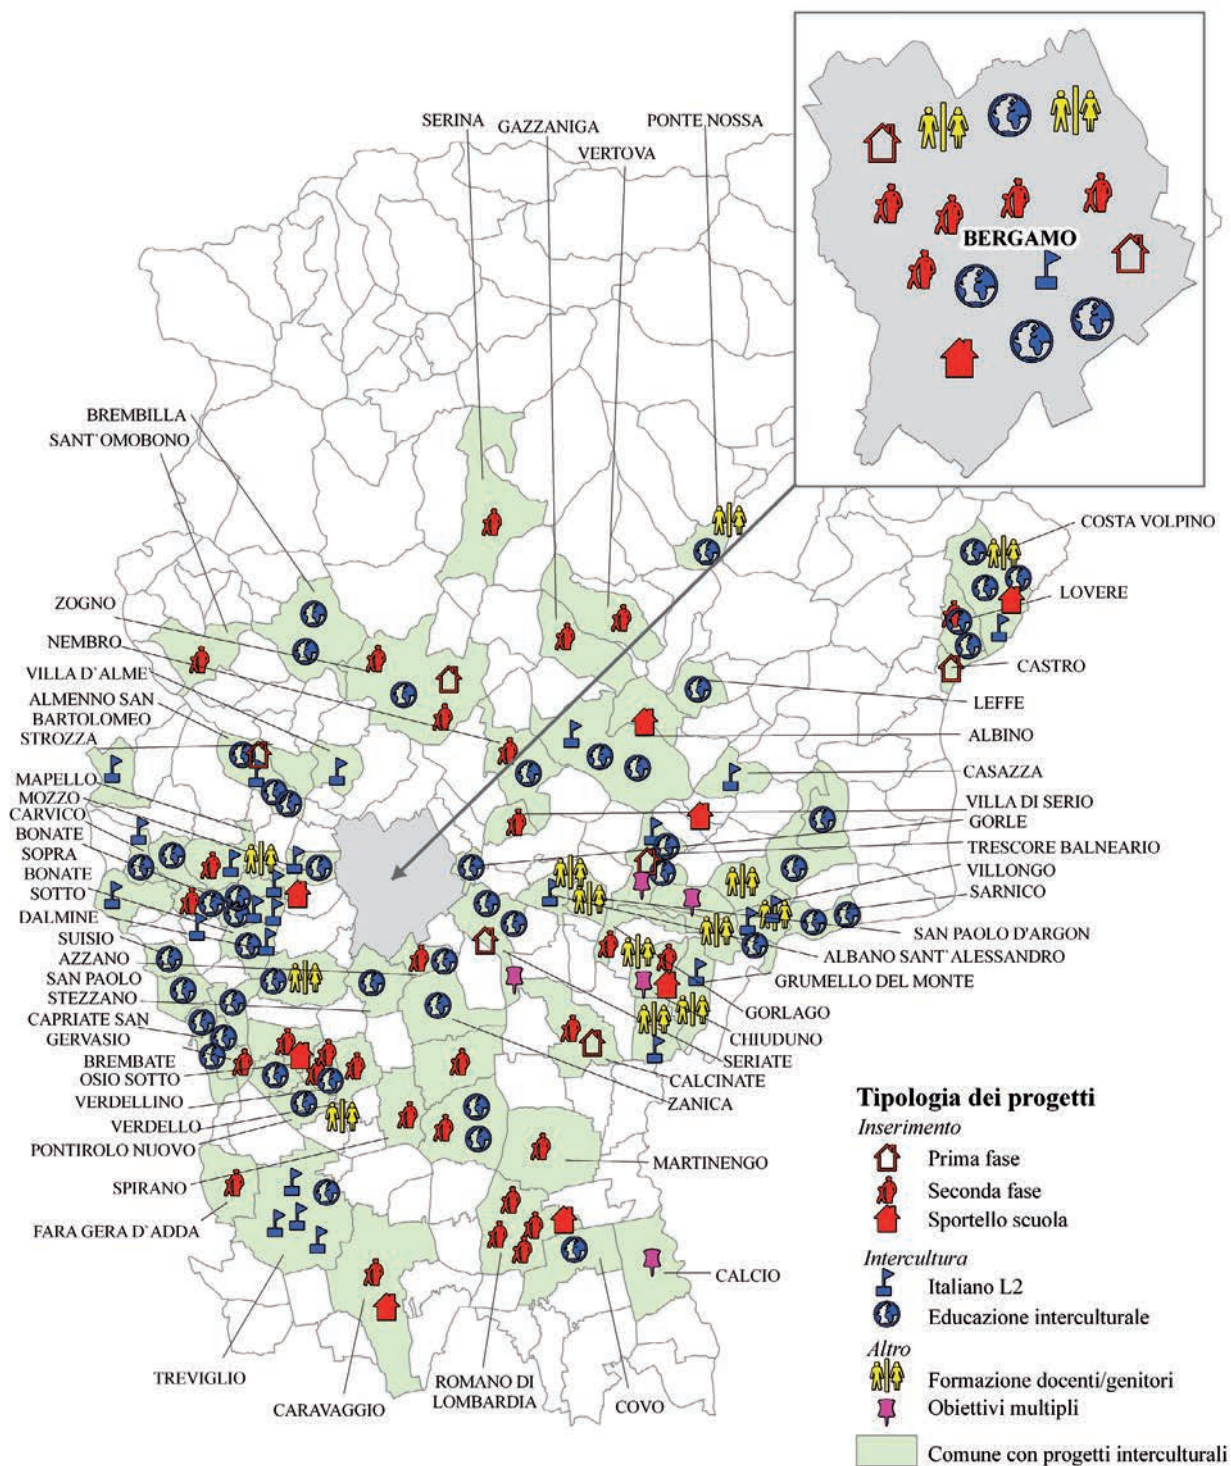 SERINA
GAZZANIGA
PONTE NOSSA
VERTOVA
BERGAMO
BREMBILLA
SANT`OMOBONO
COSTA VOLPINO
ZOGNO
LOVERE
NEMBRO
CASTRO
VILLA D`ALME
LEFFE
ALMENNO SAN
BARTOLOMEO
STROZZA
ALBINO
MAPELLO
CASAZZA
MOZZO
CARVICO
VILLA DI SERIO
GORLE
BONATE
SOPRA
TRESCORE BALNEARIO
BONATE
SOTTO
VILLONGO
SARNICO
DALMINE
SUISIO
SAN PAOLO D'ARGON
AZZANO
SAN PAOLO
ALBANO SANT`ALESSANDRO
GRUMELLO DEL MONTE
STEZZANO
GORLAGO
CAPRIATE SAN
GERVASIO
CHIUDUNO
BREMBATE
SERIATE
OSIO SOTTO
CALCINATE
VERDELLINO
ZANICA
VERDELLO
PONTIROLO NUOVO
MARTINENGO
SPIRANO
FARA GERA D`ADDA
CALCIO
TREVIGLIO
CARAVAGGIO
ROMANO DI
LOMBARDIA
COVO
Tipologia dei progetti
Inserimento
Prima fase
Seconda fase
Sportello scuola
Intercultura
Italiano L2
Educazione interculturale
Altro
Formazione docenti/genitori
Obiettivi multipli
Comune con progetti interculturali